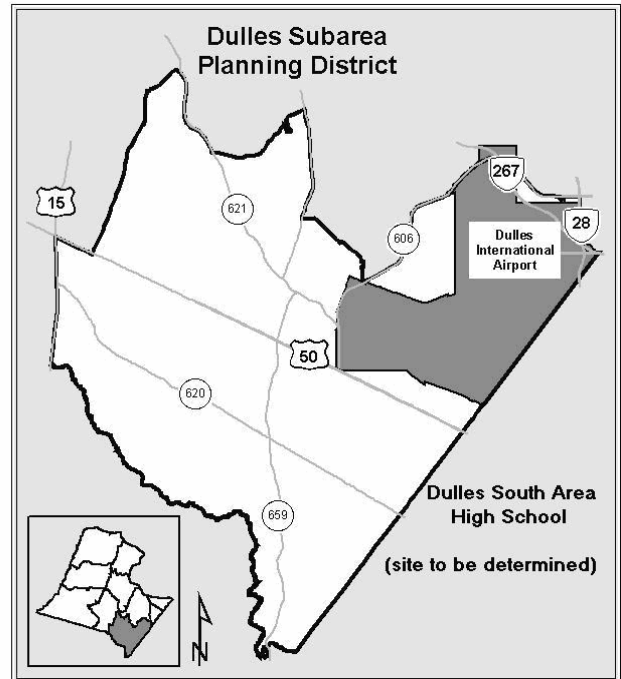 Dulles Subarea
Planning District
267
15
621
28
606
Dulles
International
Airport
50
620
Dulles South Area
High School
659
(site to be determined)
N